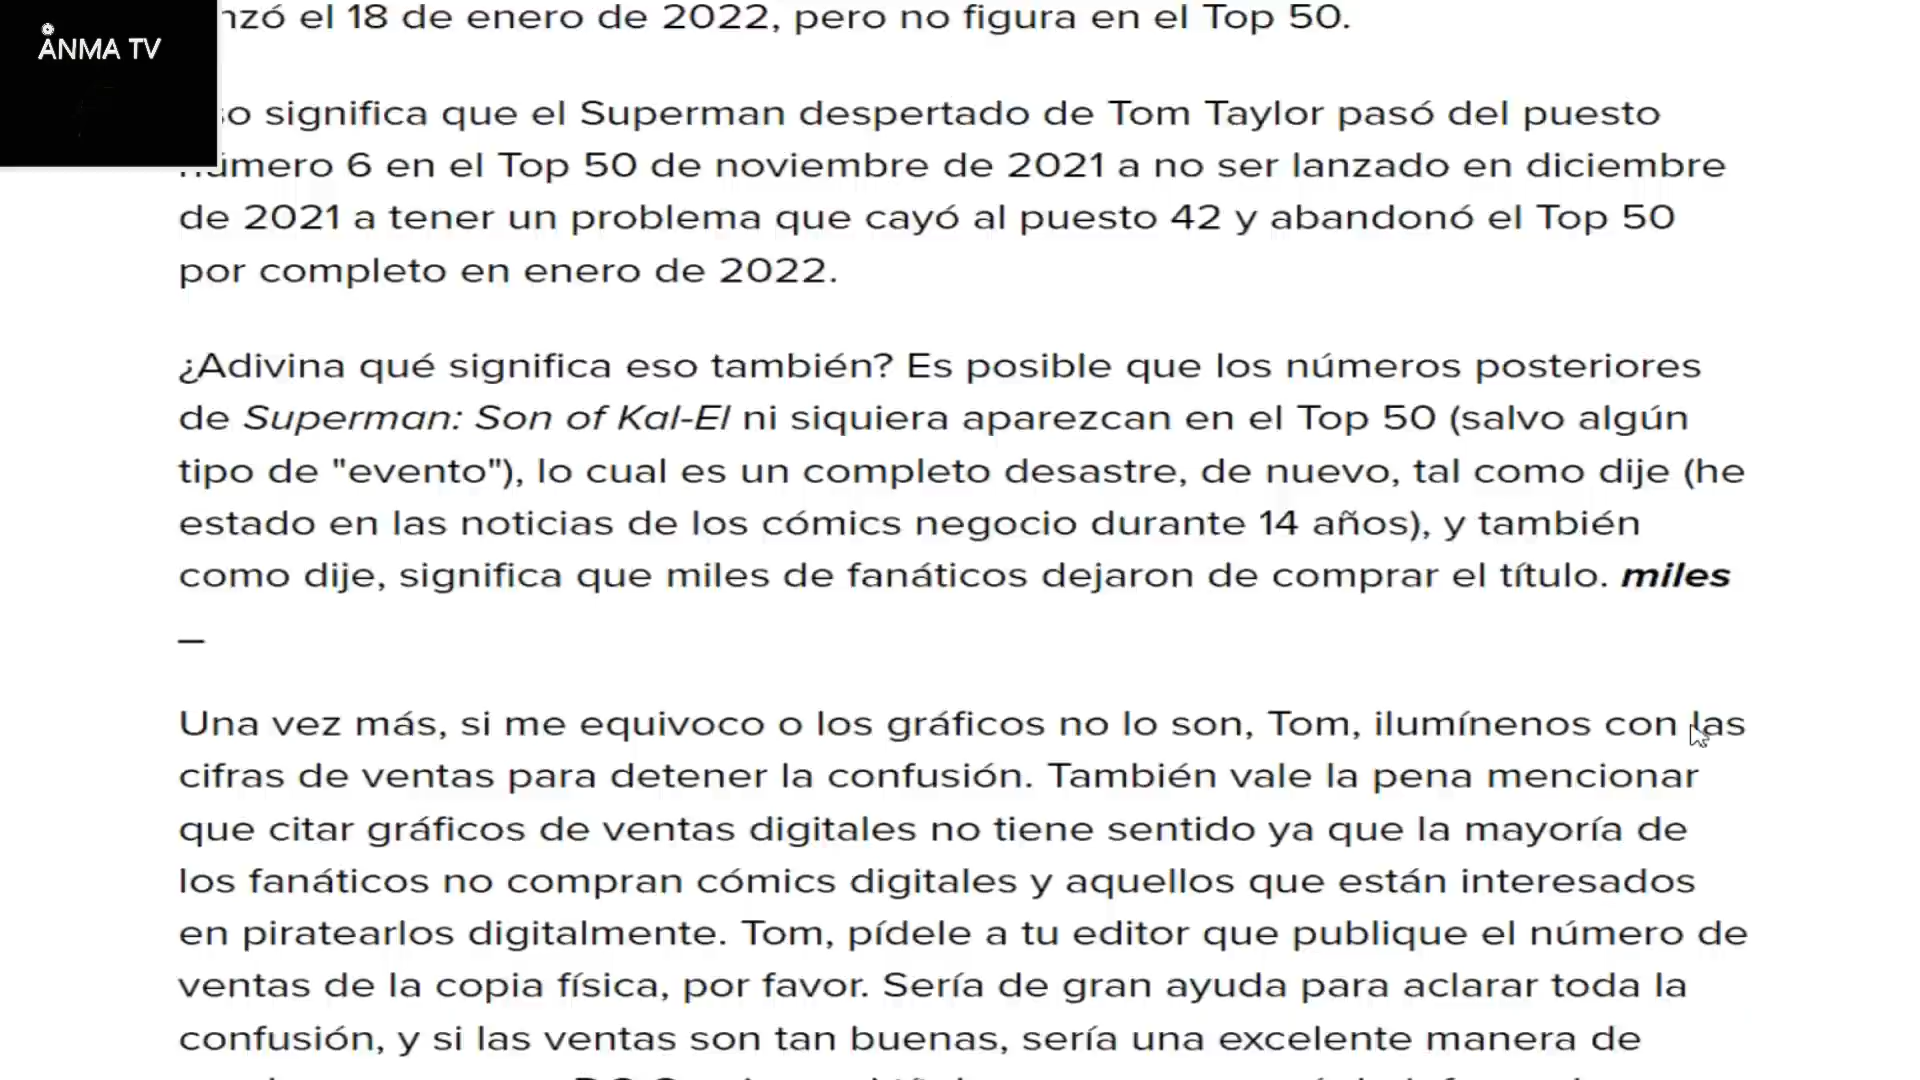 ANMA TV
nzó el 18 de enero de 2022, pero no figura en el Top 50.
so significa que el Superman despertado de Tom Taylor pasó del puesto
número 6 en el Top 50 de noviembre de 2021 a no ser lanzado en diciembre
de 2021 a tener un problema que cayó al puesto 42 y abandonó el Top 50
por completo en enero de 2022.
¿Adivina qué significa eso también? Es posible que los números posteriores
de Superman: Son of Kal-El ni siquiera aparezcan en el Top 50 (salvo algún
tipo de "evento"), lo cual es un completo desastre, de nuevo, tal como dije (he
estado en las noticias de los cómics negocio durante 14 años), y también
como dije, significa que miles de fanáticos dejaron de comprar el título. miles
_
Una vez más, si me equivoco o los gráficos no lo son, Tom, ilumínenos con las
cifras de ventas para detener la confusión. También vale la pena mencionar
que citar gráficos de ventas digitales no tiene sentido ya que la mayoría de
los fanáticos no compran cómics digitales y aquellos que están interesados
en piratearlos digitalmente. Tom, pídele a tu editor que publique el número de
ventas de la copia física, por favor. Sería de gran ayuda para aclarar toda la
confusión, y si las ventas son tan buenas, sería una excelente manera de